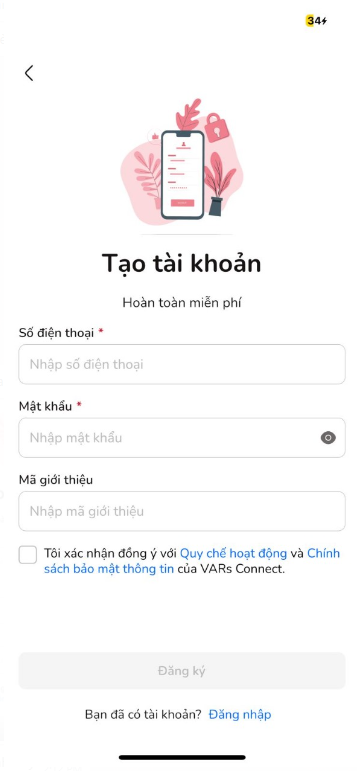 34
Tạo tài khoản
Hoàn toàn miễn phí
Số điện thoại *
Nhập số điện thoại
Mật khẩu *
Nhập mật khẩu
Mã giới thiệu
Nhập mã giới thiệu
Tôi xác nhận đồng ý với Quy chế hoạt động và Chính
sách bảo mật thông tin của VARs Connect.
Đăng ký
Bạn đã có tài khoản? Đăng nhập